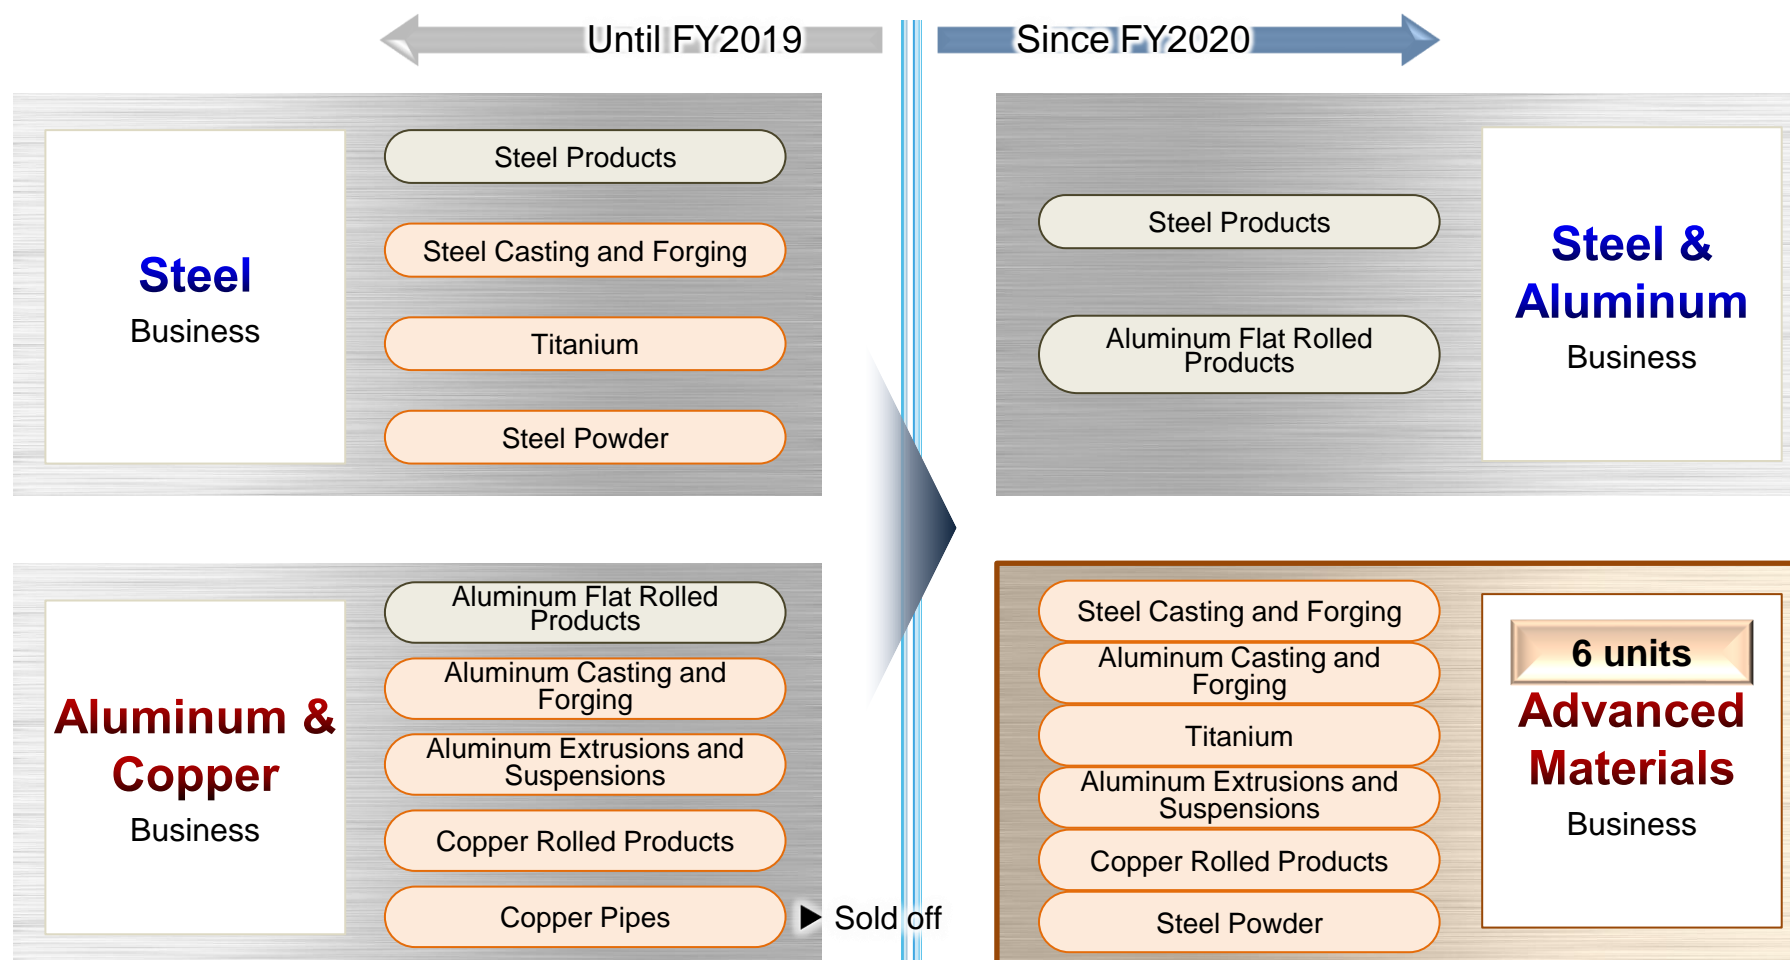 Until FY2019
Since FY2020
Steel
Business
Steel Products
Steel Casting and Forging
Titanium
Steel Powder
Aluminum &
Copper
Business
Aluminum Flat Rolled
Products
Aluminum Casting and
Forging
Aluminum Extrusions and
Suspensions
Copper Rolled Products
Copper Pipes
▶ Sold off
Steel Products
Aluminum Flat Rolled
Products
Steel &
Aluminum
Business
Steel Casting and Forging
Aluminum Casting and
Forging
Titanium
Aluminum Extrusions and
Suspensions
Copper Rolled Products
Steel Powder
6 units
Advanced
Materials
Business